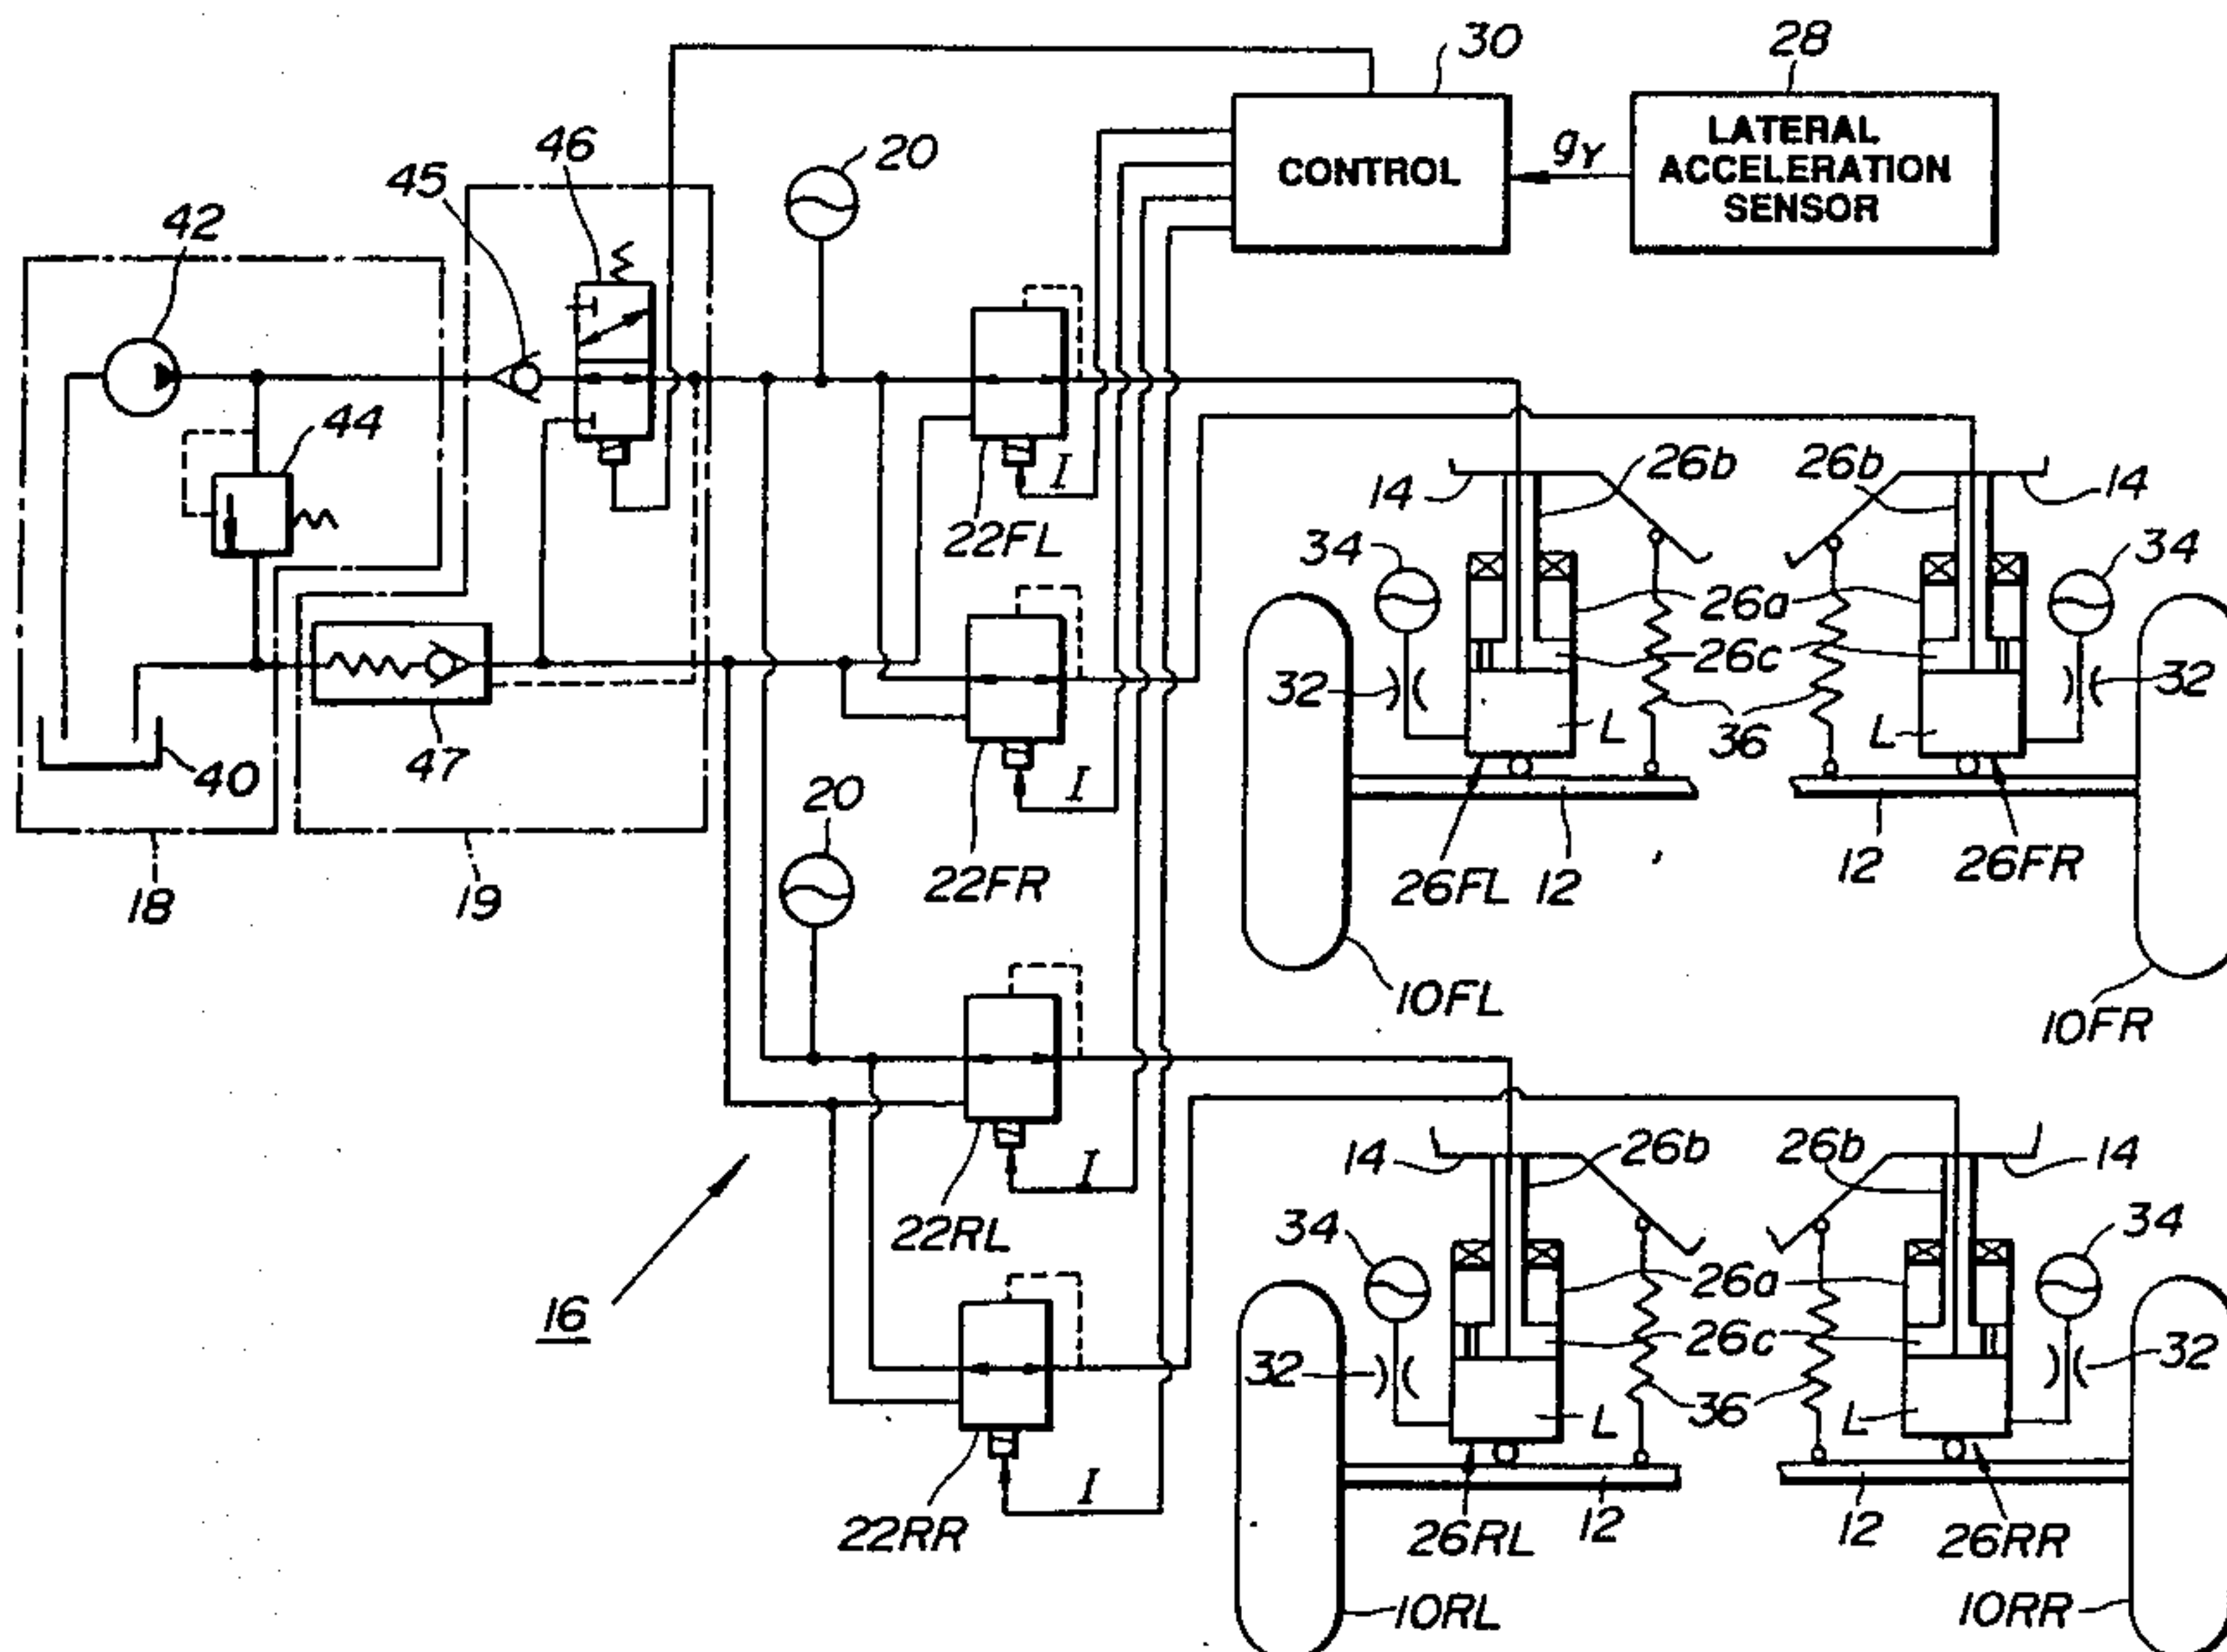 30
28
46
20
LATERAL
ACCELERATION
SENSOR
45
CONTROL
gY
42
44
26b
26b
14
14
I
22FL
34
34
26a
26c
32
32
L
L
36
47
40
I
20
22FR
26FL
12
12
26FR
18
19
10FL
10FR
26b
26b
14
14
I
22RL
34
34
26a
16
26c
32
32
36
L
L
I
22RR
26RL
12
12
26RR
10RL
10RR